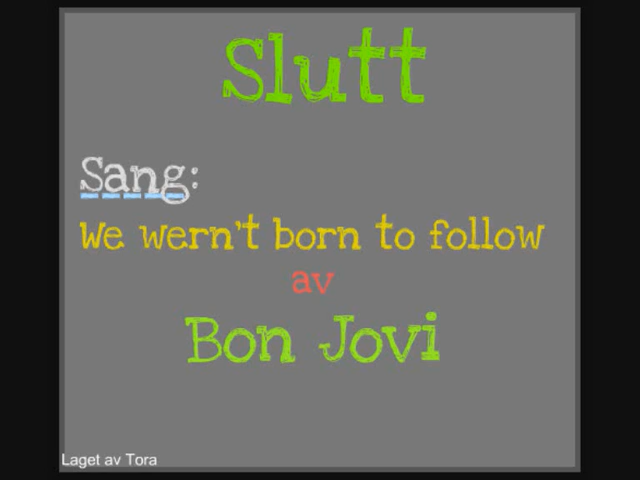 Slutt
Sang:
We wern't born to follow
av
Bon Jovi
Laget av Tora